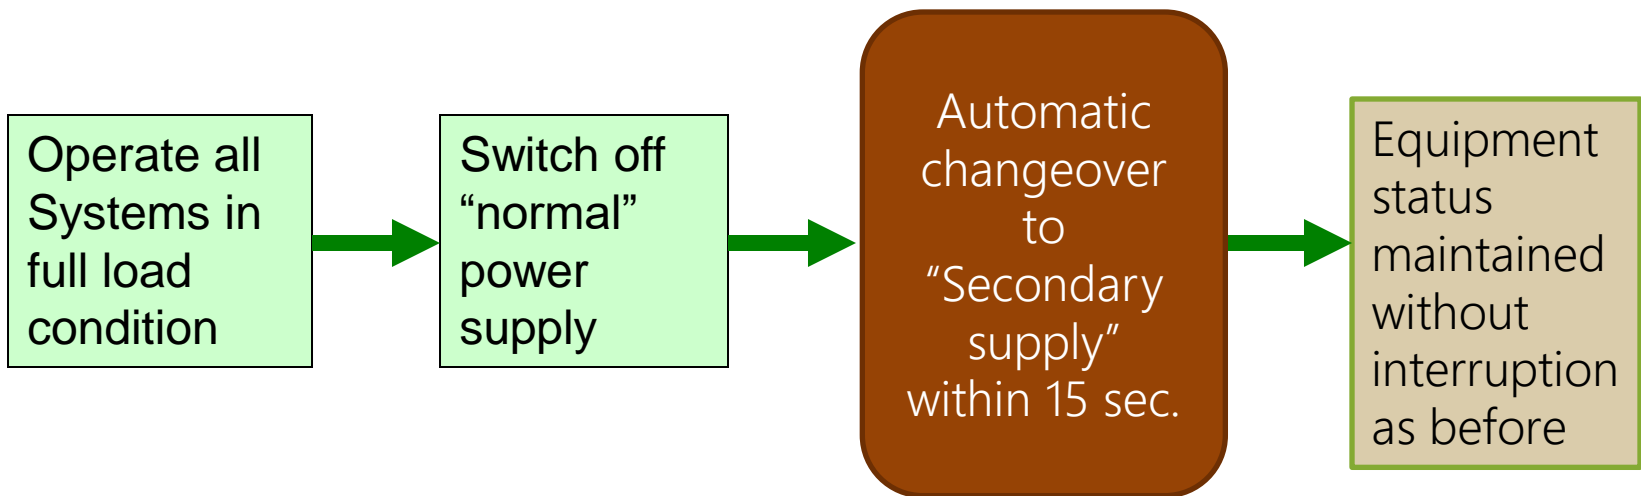 Operate all
Systems in
full load
condition
Switch off
“normal”
power
supply
Automatic
changeover
to
“Secondary
supply”
within 15 sec.
Equipment
status
maintained
without
interruption
as before